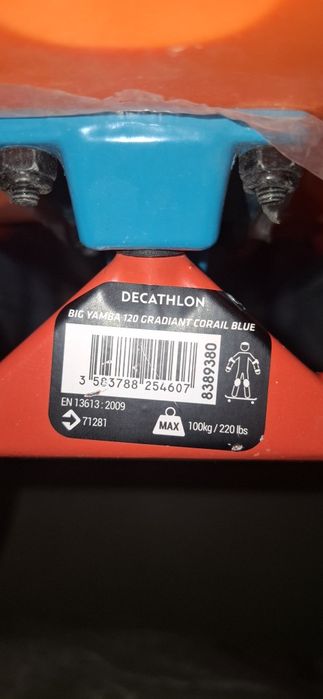 DECATHLON
BIG YAMBA 120 GRADIANT CORAIL BLUE
3 583788 254607
8389380
EN 13613 : 2009
71281
MAX
100kg / 220 lbs